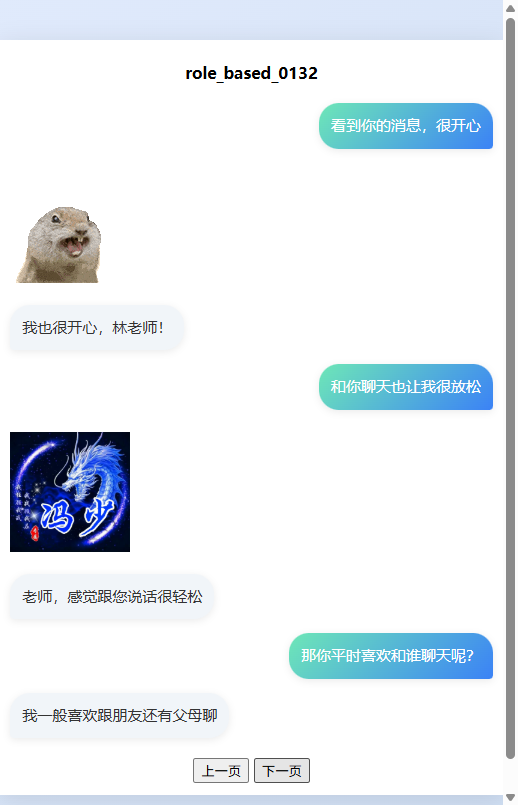 role_based_0132
看到你的消息，很开心
我也很开心，林老师！
和你聊天也让我很放松
冯少
老师，感觉跟您说话很轻松
那你平时喜欢和谁聊天呢？
我一般喜欢跟朋友还有父母聊
上一页 下一页